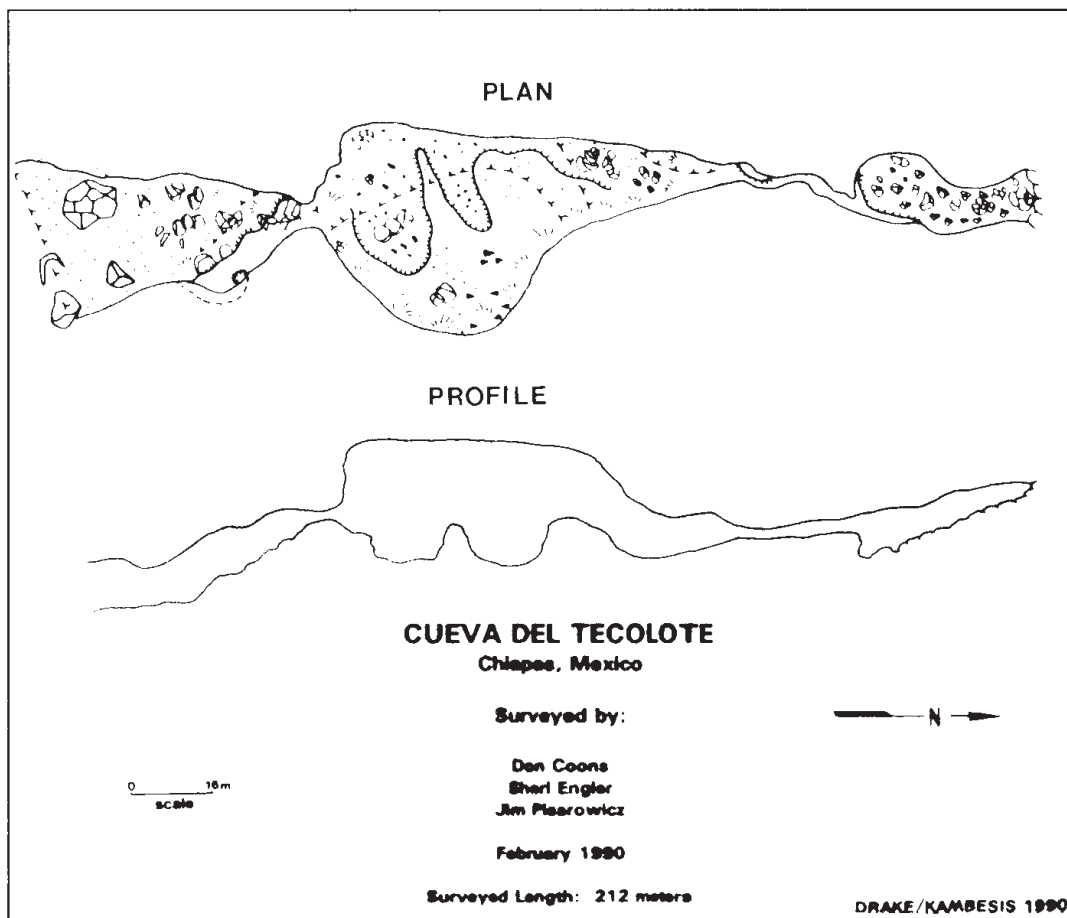 PLAN
PROFILE
CUEVA DEL TECOLOTE
Chiapas, Mexico
Surveyed by:
N
Don Coons
Sheri Engler
Jim Pisarowicz
0 16m
scale
February 1990
Surveyed Length: 212 meters
DRAKE/KAMBESIS 1990